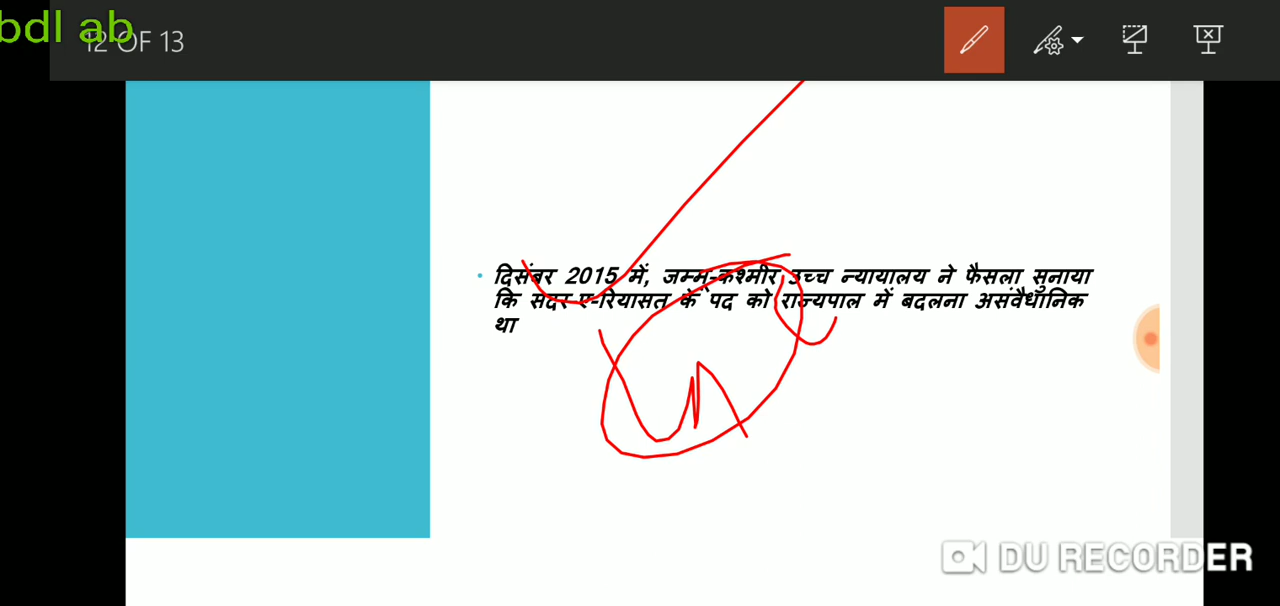 bdl ab
12 OF 13
दिसंबर 2015 में, जम्मू-कश्मीर उच्च न्यायालय ने फैसला सुनाया
कि सदर-ए-रियासत के पद को राज्यपाल में बदलना असंवैधानिक
था
DU RECORDER